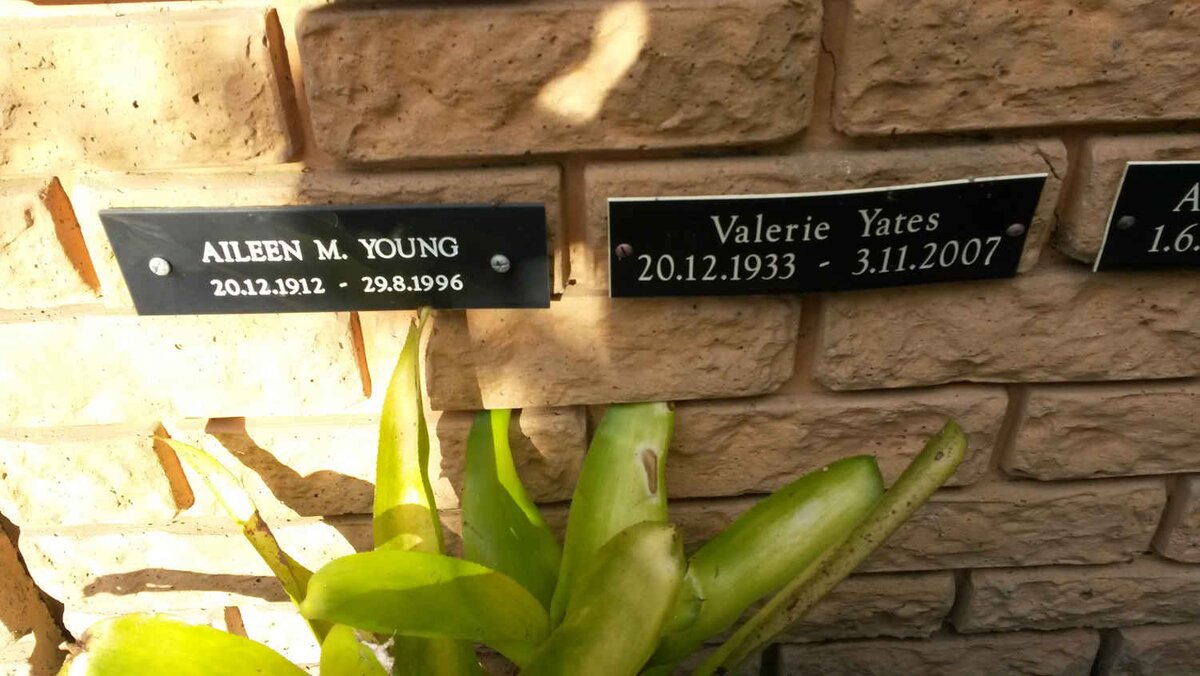 AILEEN M. YOUNG
20.12.1912 - 29.8.1996
Valerie Yates
20.12.1933 - 3.11.2007